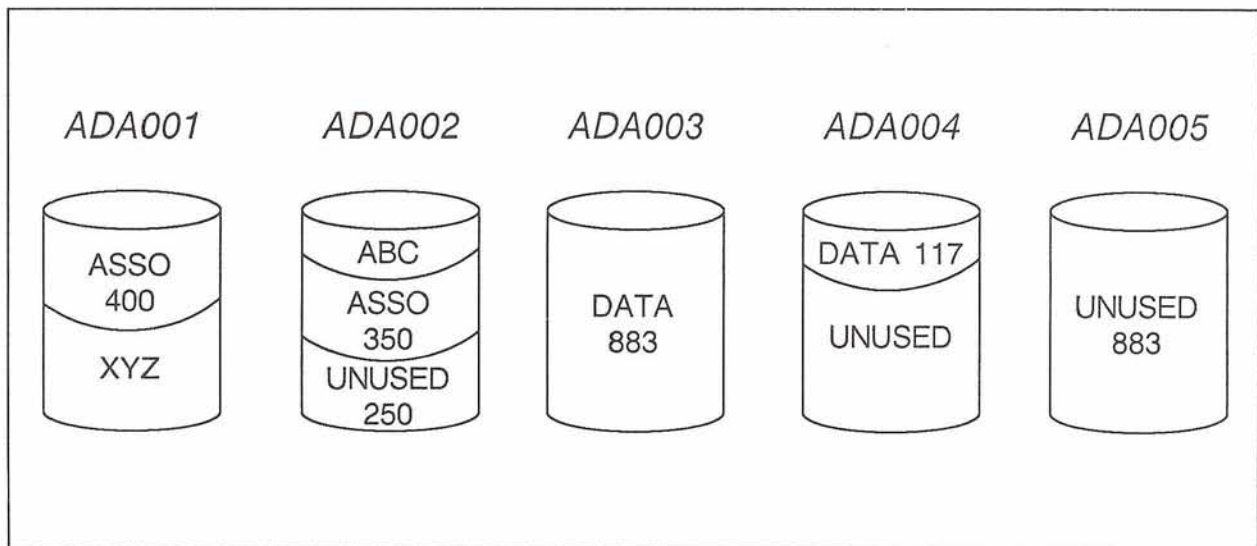 ADA001 ADA002 ADA003 ADA004 ADA005
ASSO
400
XYZ
ABC
ASSO
350
UNUSED
250
DATA
883
DATA 117
UNUSED
UNUSED
883